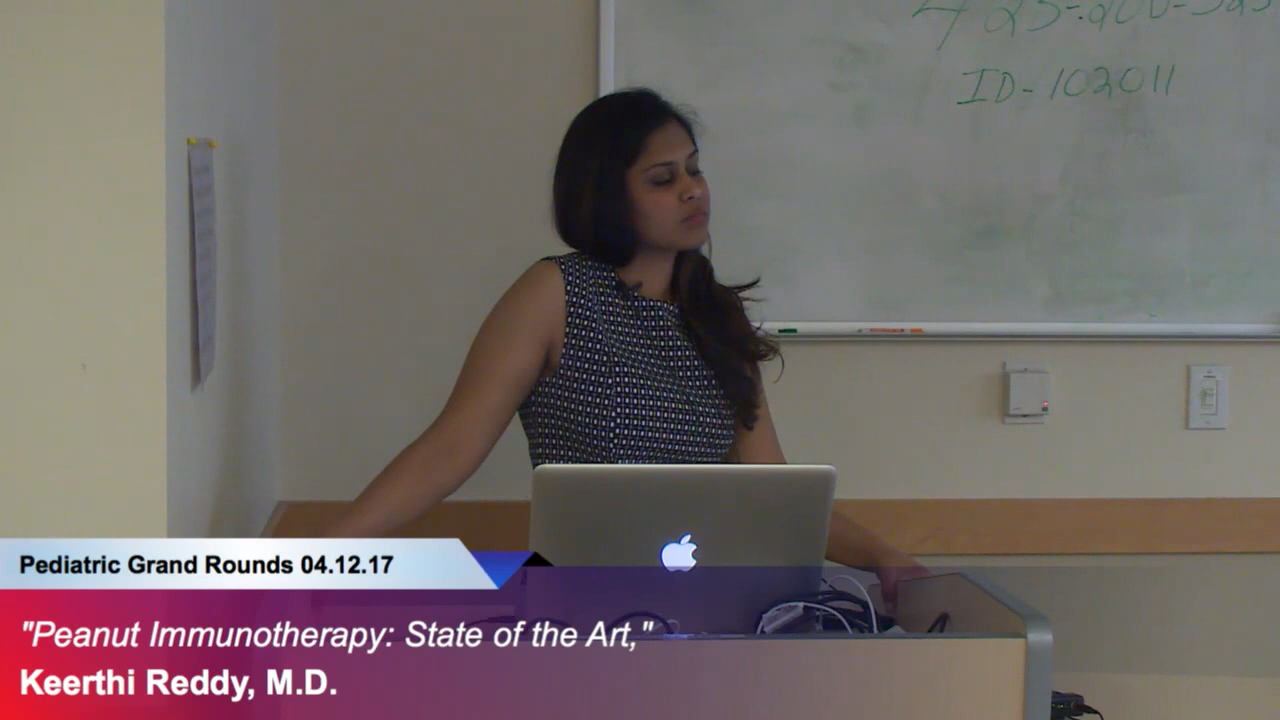 ID-102011
Pediatric Grand Rounds 04.12.17
"Peanut Immunotherapy: State of the Art,"
Keerthi Reddy, M.D.